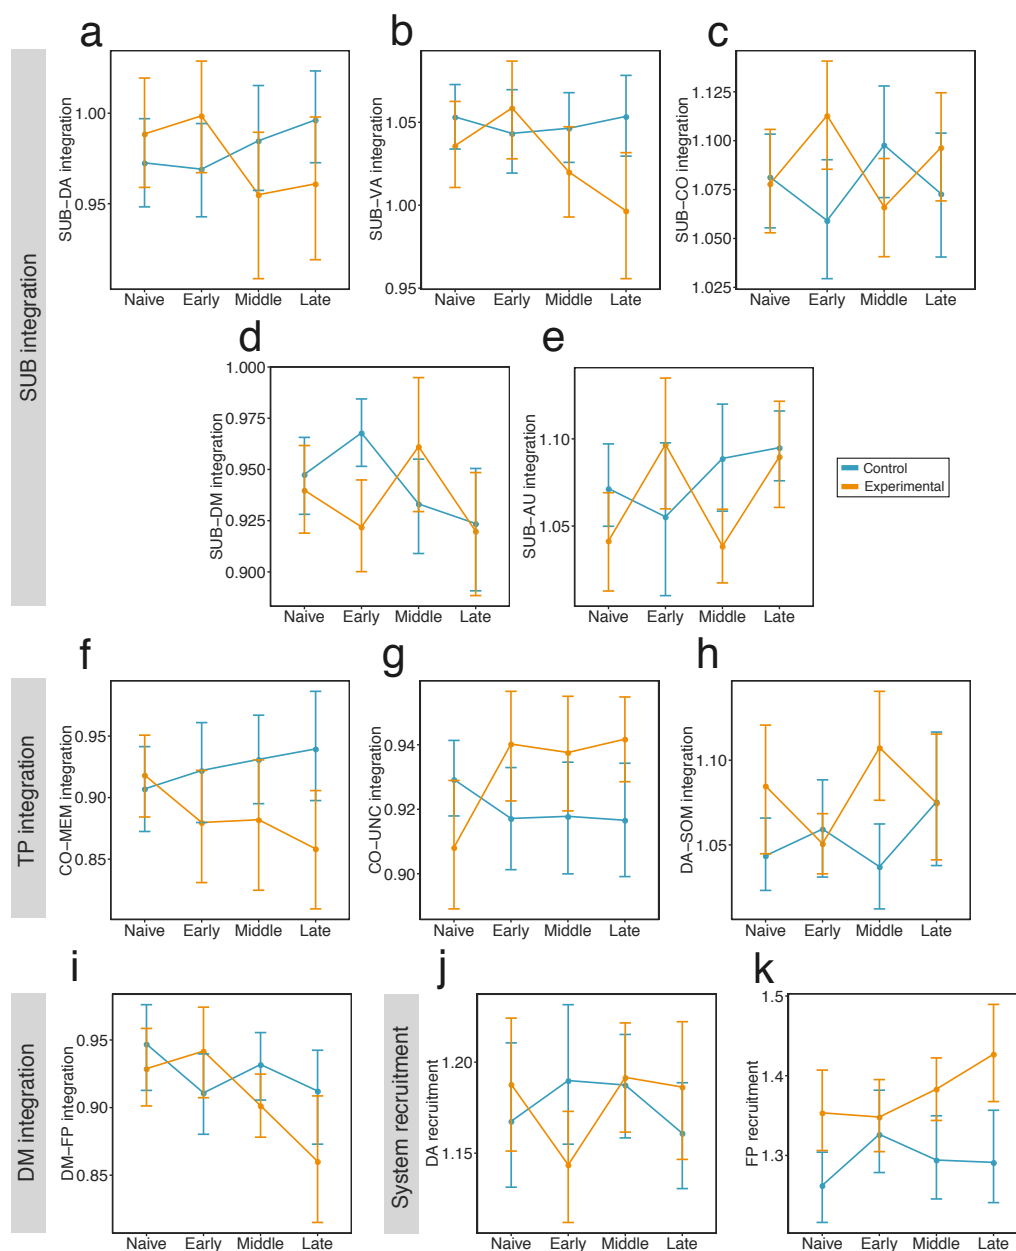 a
b
c
SUB integration
SUB−DA integration
1.00
0.95
Naive Early Middle Late
SUB−VA integration
1.05
1.00
0.95
Naive Early Middle Late
SUB−CO integration
1.125
1.100
1.075
1.050
1.025
Naive Early Middle Late
d
e
SUB−DM integration
1.000
0.975
0.950
0.925
0.900
Naive Early Middle Late
SUB−AU integration
1.10
1.05
Naive Early Middle Late
Control
Experimental
f
g
h
TP integration
CO−MEM integration
0.95
0.90
0.85
Naive Early Middle Late
CO−UNC integration
0.94
0.92
0.90
Naive Early Middle Late
DA−SOM integration
1.10
1.05
Naive Early Middle Late
i
j
k
DM integration
DM−FP integration
0.95
0.90
0.85
Naive Early Middle Late
System recruitment
DA recruitment
1.20
1.15
Naive Early Middle Late
FP recruitment
1.5
1.4
1.3
Naive Early Middle Late